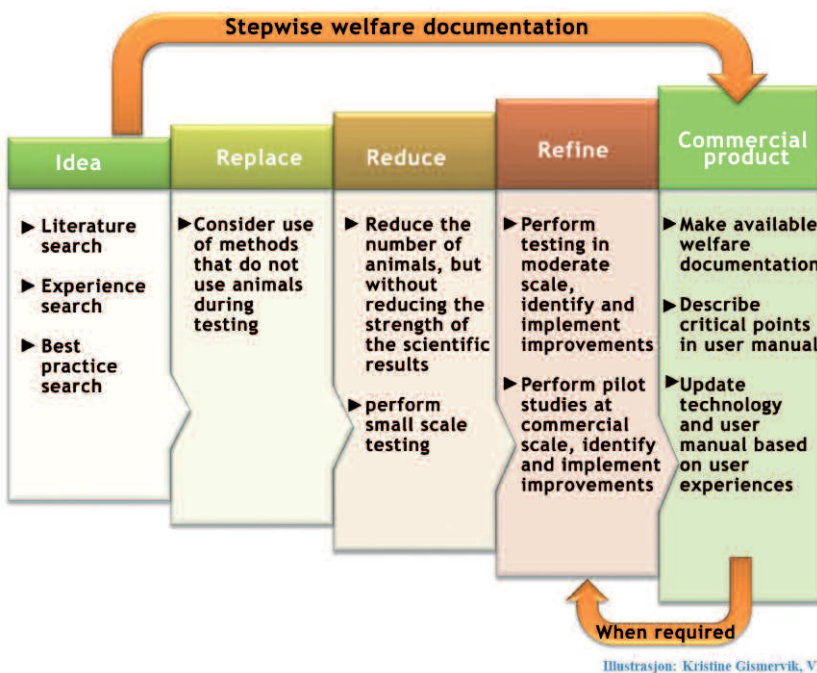 Stepwise welfare documentation
Idea
► Literature
search
► Experience
search
► Best
practice
search
Replace
► Consider use
of methods
that do not
use animals
during
testing
Reduce
► Reduce the
number of
animals, but
without
reducing the
strength of
the scientific
results
► perform
small scale
testing
Refine
► Perform
testing in
moderate
scale,
identify and
implement
improvements
► Perform pilot
studies at
commercial
scale, identify
and implement
improvements
Commercial
product
► Make available
welfare
documentation
► Describe
critical points
in user manual
► Update
technology
and user
manual based
on user
experiences
When required
Illustrasjon: Kristine Gismervik, V